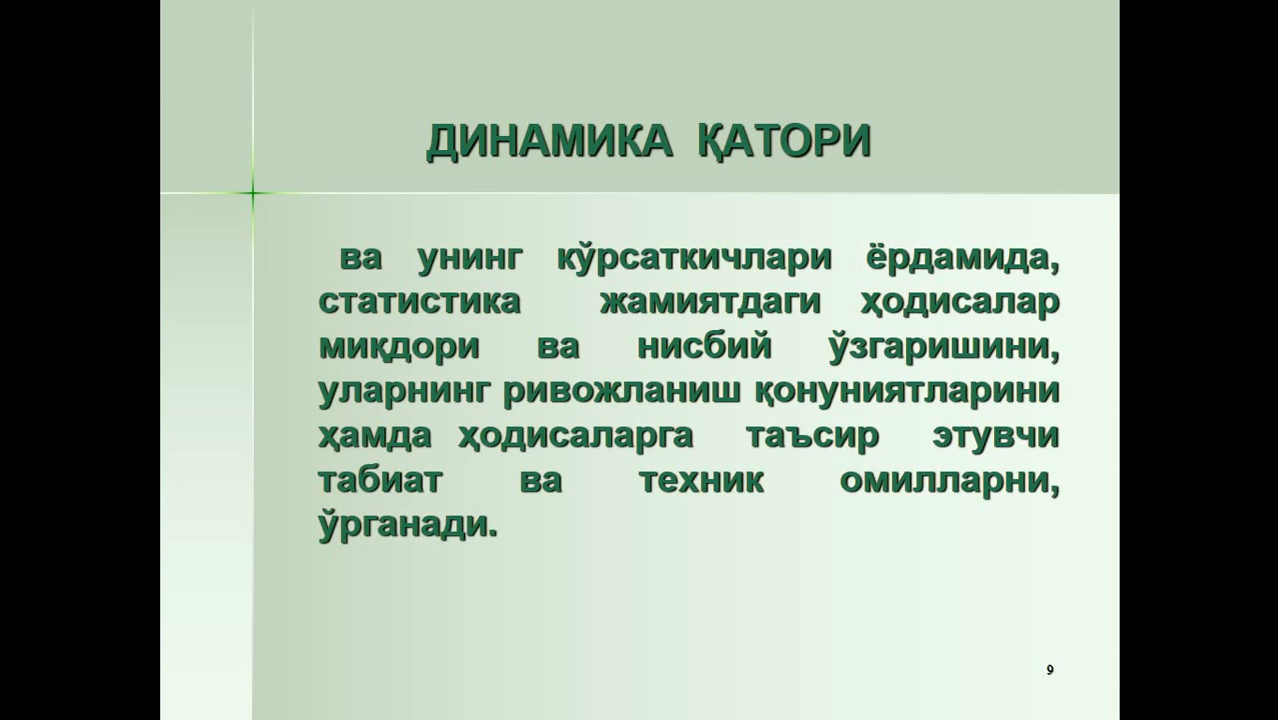 ДИНАМИКА ҚАТОРИ
ва унинг кўрсаткичлари ёрдамида,
статистика жамиятдаги ҳодисалар
миқдори ва нисбий ўзгаришини,
уларнинг ривожланиш қонуниятларини
ҳамда ҳодисаларга таъсир этувчи
табиат ва техник омилларни,
ўрганади.
9